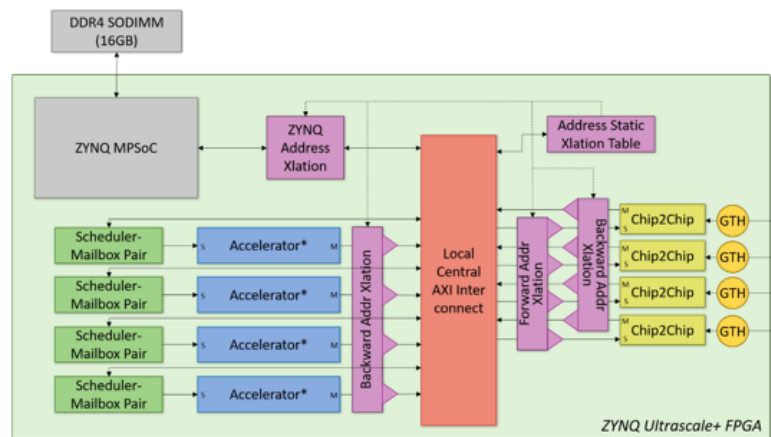 DDR4 SODIMM
(16GB)
ZYNQ MPSoC
ZYNQ
Address
Xlation
Address Static
Xlation Table
Scheduler-
Mailbox Pair
S
Accelerator*
M
Scheduler-
Mailbox Pair
S
Accelerator*
M
Scheduler-
Mailbox Pair
S
Accelerator*
M
Scheduler-
Mailbox Pair
S
Accelerator*
M
Backward Addr Xlation
Local
Central
AXI Inter
connect
Forward Addr
Xlation
Backward Addr
Xlation
M
S
Chip2Chip
GTH
M
S
Chip2Chip
GTH
M
S
Chip2Chip
GTH
M
S
Chip2Chip
GTH
ZYNQ Ultrascale+ FPGA